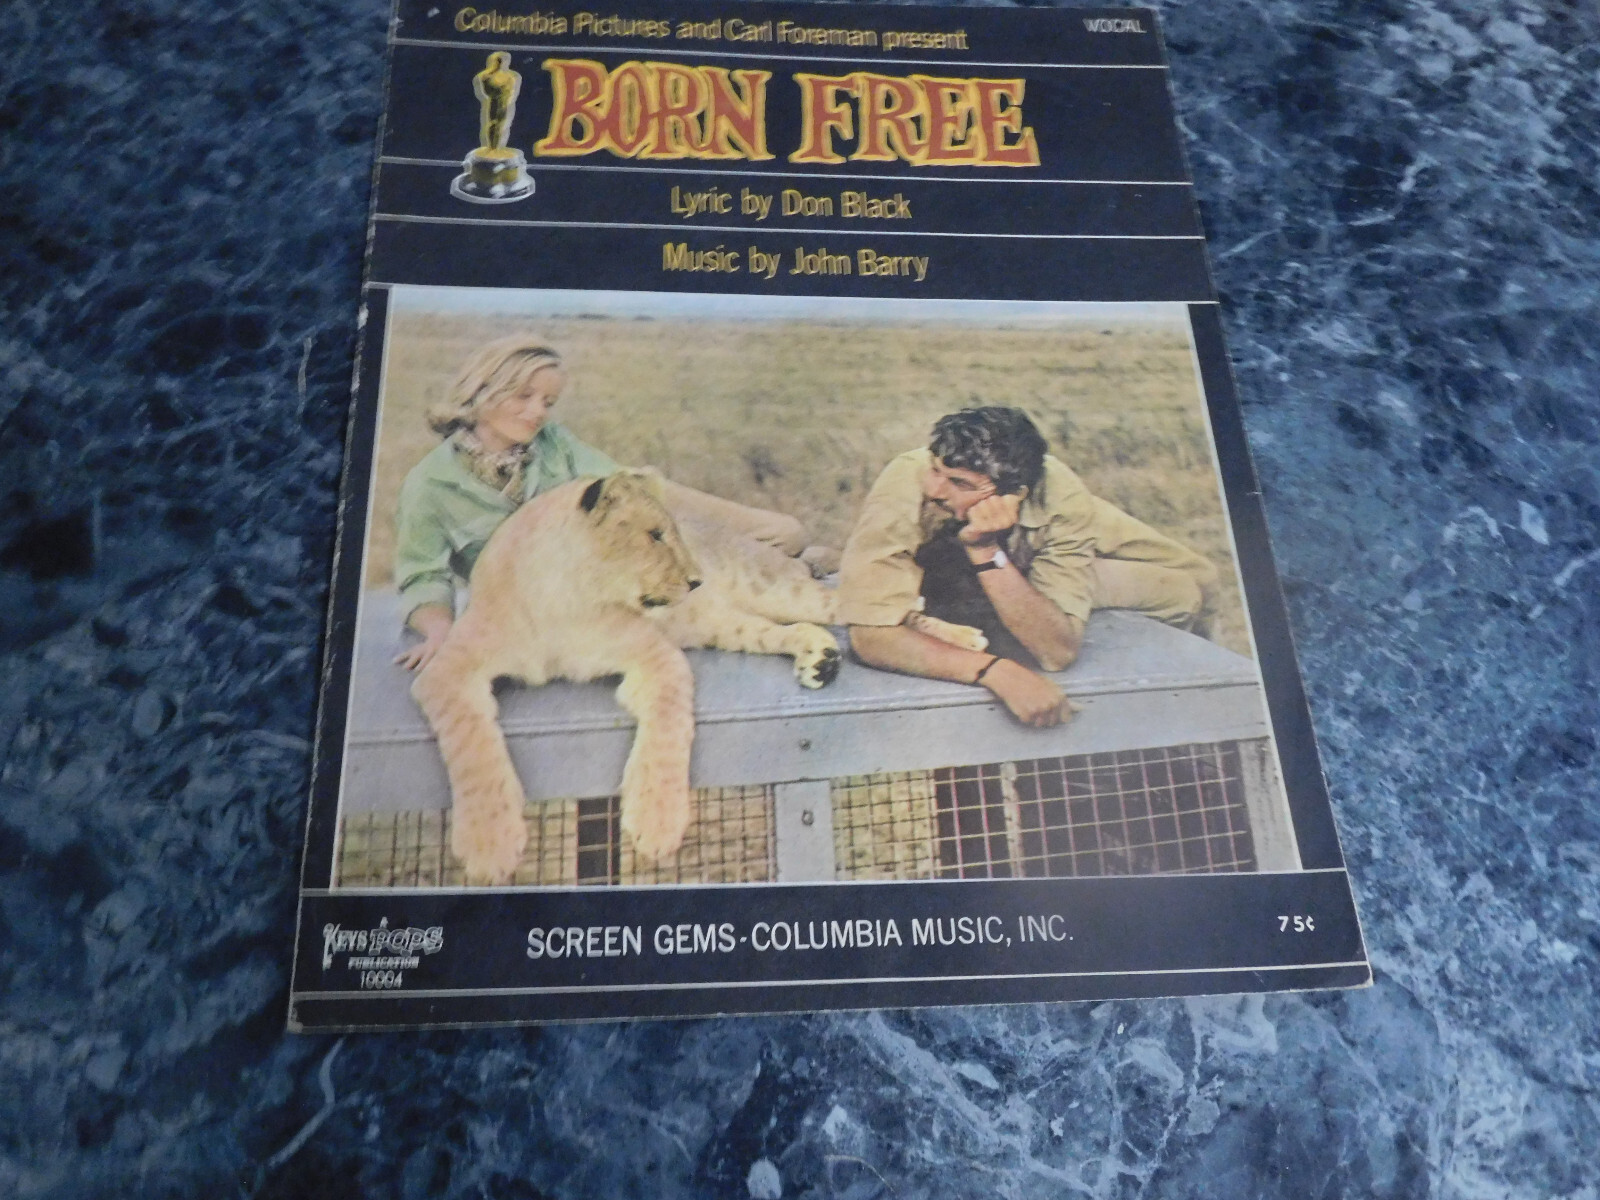 Columbia Pictures and Carl Foreman present
VOCAL
BORN FREE
Lyric by Don Black
Music by John Barry
KEYS POPS
PUBLICATION
10004
SCREEN GEMS-COLUMBIA MUSIC, INC.
75¢